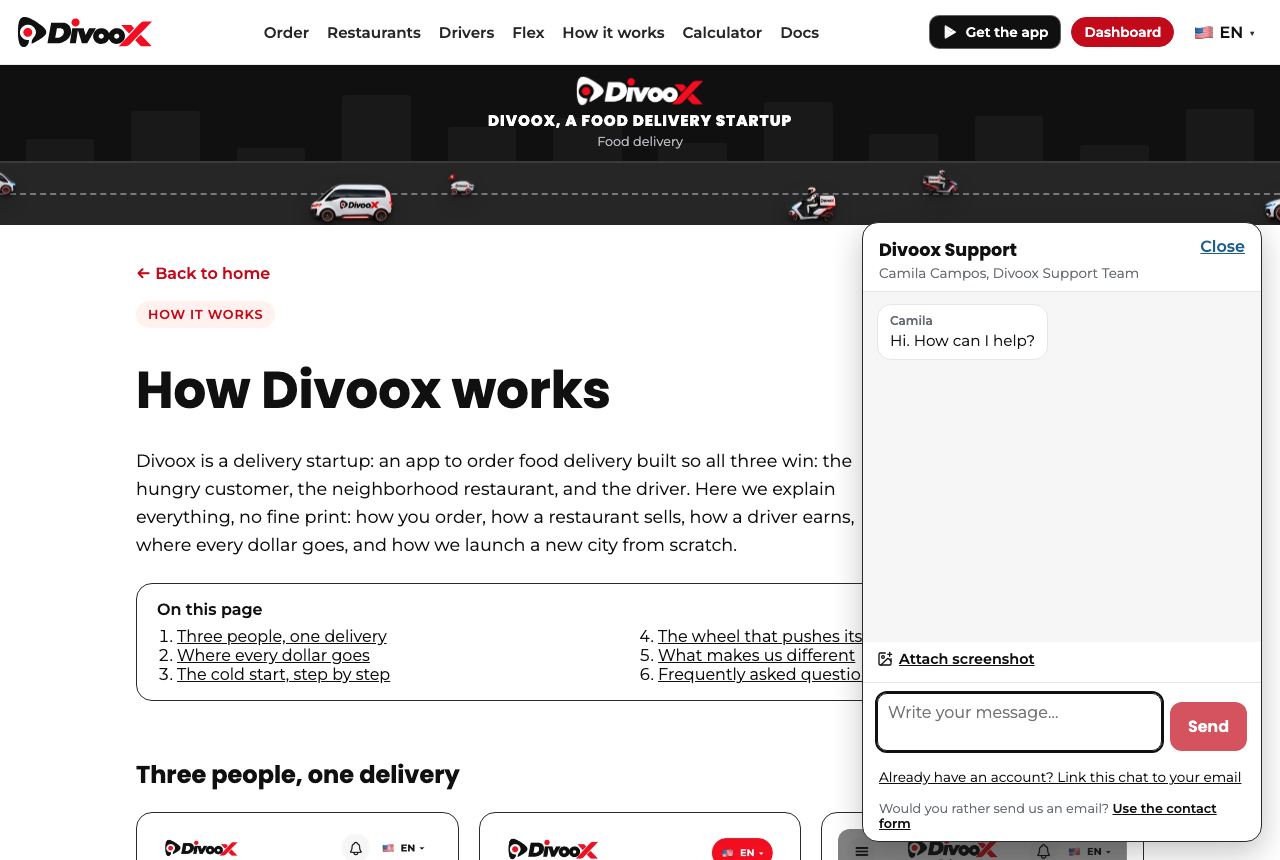 DivooX
Order Restaurants Drivers Flex How it works Calculator Docs
Get the app
Dashboard
EN
DivooX
DIVOOX, A FOOD DELIVERY STARTUP
Food delivery
DivooX
← Back to home
HOW IT WORKS
How Divoox works
Divoox is a delivery startup: an app to order food delivery built so all three win: the
hungry customer, the neighborhood restaurant, and the driver. Here we explain
everything, no fine print: how you order, how a restaurant sells, how a driver earns,
where every dollar goes, and how we launch a new city from scratch.
On this page
1. Three people, one delivery
2. Where every dollar goes
3. The cold start, step by step
4. The wheel that pushes its
5. What makes us different
6. Frequently asked questio
Three people, one delivery
DivooX
EN
DivooX
EN
DivooX
EN
Divoox Support
Close
Camila Campos, Divoox Support Team
Camila
Hi. How can I help?
Attach screenshot
Write your message…
Send
Already have an account? Link this chat to your email
Would you rather send us an email? Use the contact
form